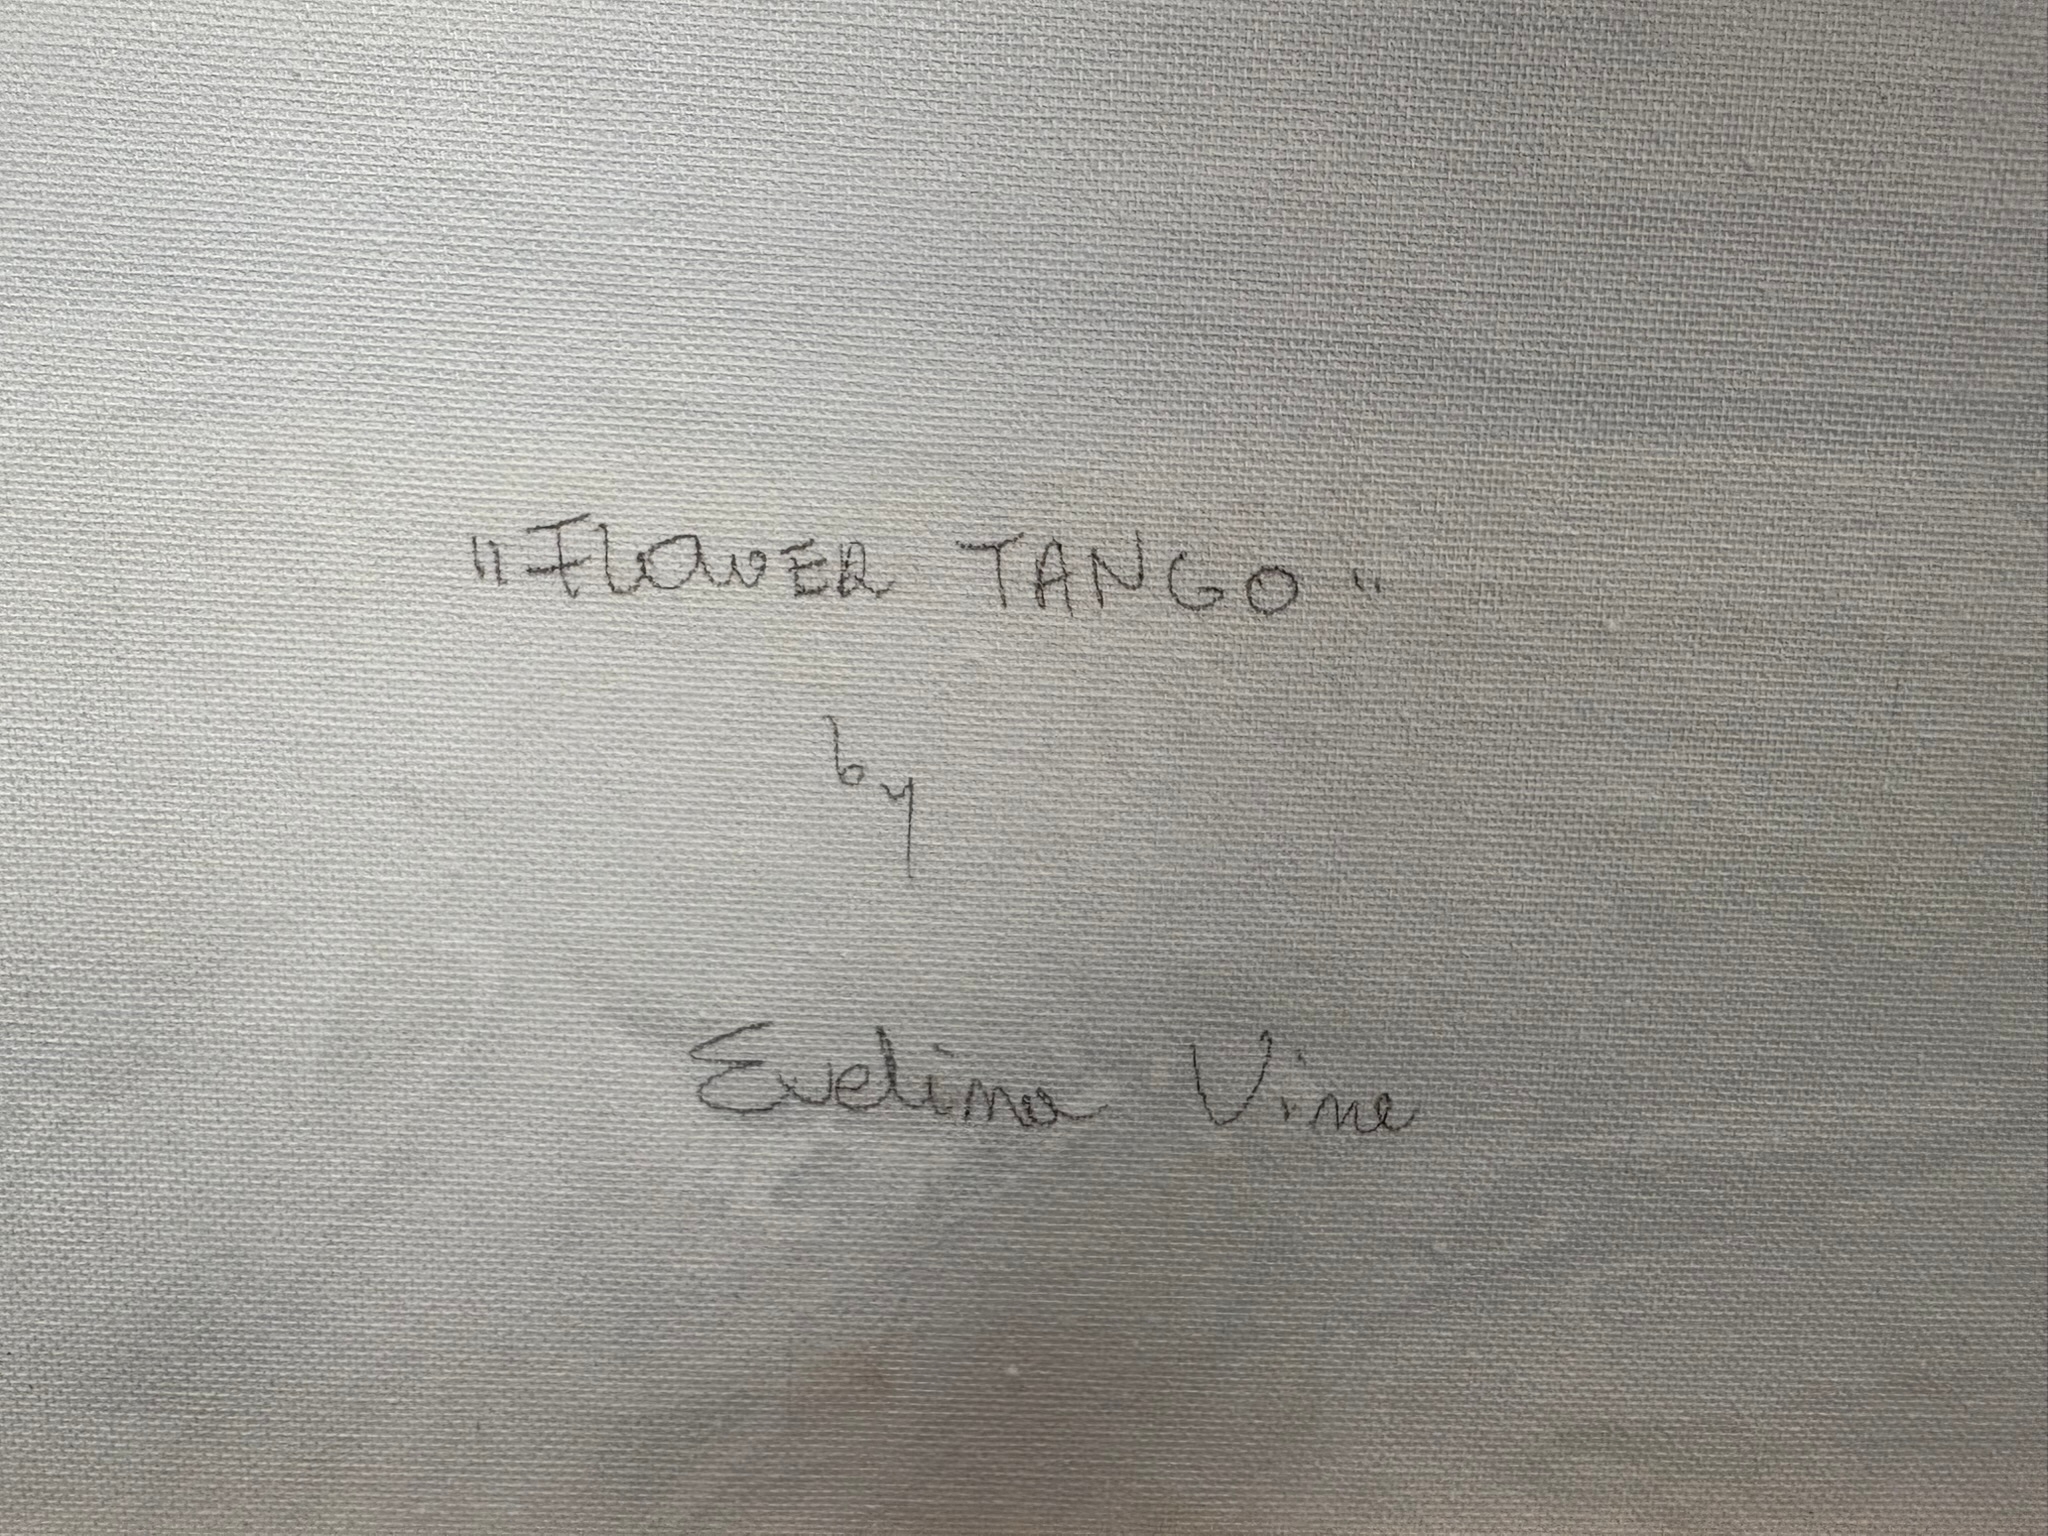 "Flower TANGO"
by
Evelina Vine